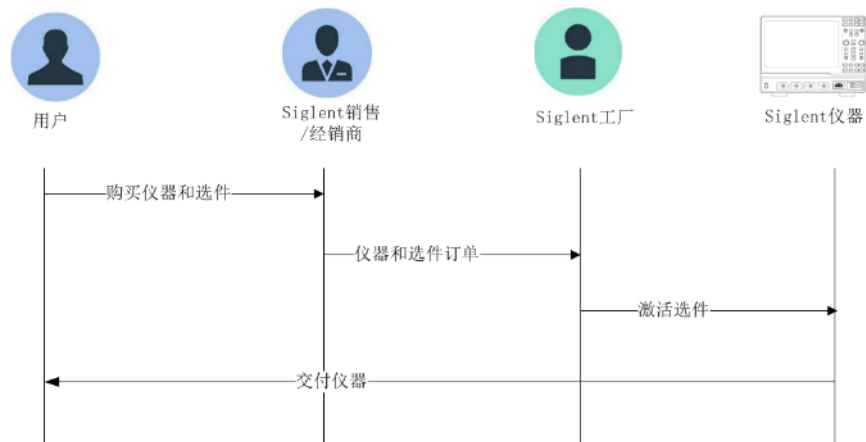 用户
Siglent销售
/经销商
Siglent工厂
Siglent仪器
购买仪器和选件
仪器和选件订单
激活选件
交付仪器